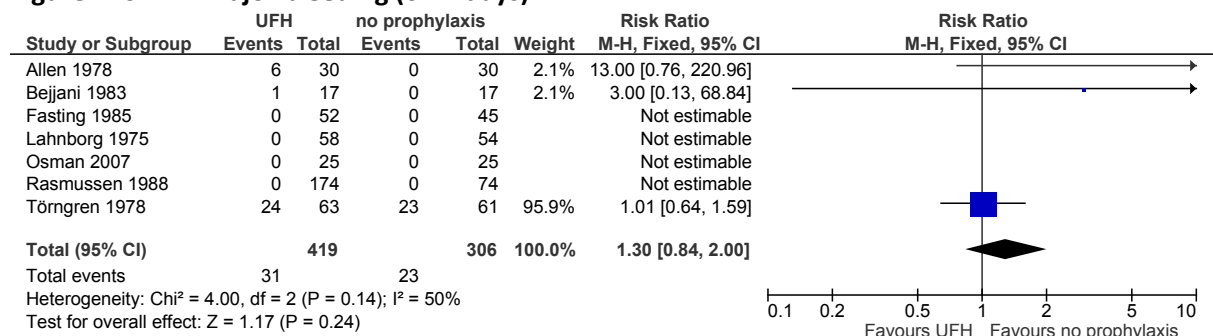 UFH no prophylaxis Risk Ratio Risk Ratio
Study or Subgroup Events Total Events Total Weight M-H, Fixed, 95% CI M-H, Fixed, 95% CI
Allen 1978 6 30 0 30 2.1% 13.00 [0.76, 220.96]
Bejjani 1983 1 17 0 17 2.1% 3.00 [0.13, 68.84]
Fasting 1985 0 52 0 45 Not estimable
Lahnborg 1975 0 58 0 54 Not estimable
Osman 2007 0 25 0 25 Not estimable
Rasmussen 1988 0 174 0 74 Not estimable
Törngren 1978 24 63 23 61 95.9% 1.01 [0.64, 1.59]
Total (95% CI) 419 306 100.0% 1.30 [0.84, 2.00]
Total events 31 23
Heterogeneity: Chi² = 4.00, df = 2 (P = 0.14); I² = 50%
Test for overall effect: Z = 1.17 (P = 0.24)
0.1 0.2 0.5 1 2 5 10
Favours UFH Favours no prophylaxis